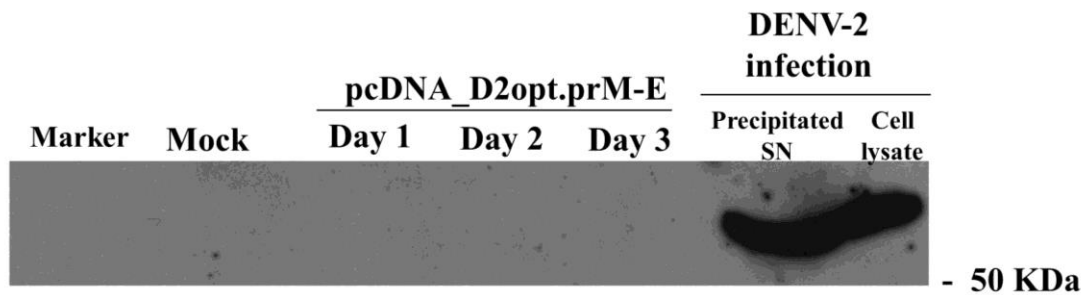 DENV-2
infection
pcDNA_D2opt.prM-E
Marker Mock Day 1 Day 2 Day 3 Precipitated SN Cell lysate
- 50 KDa